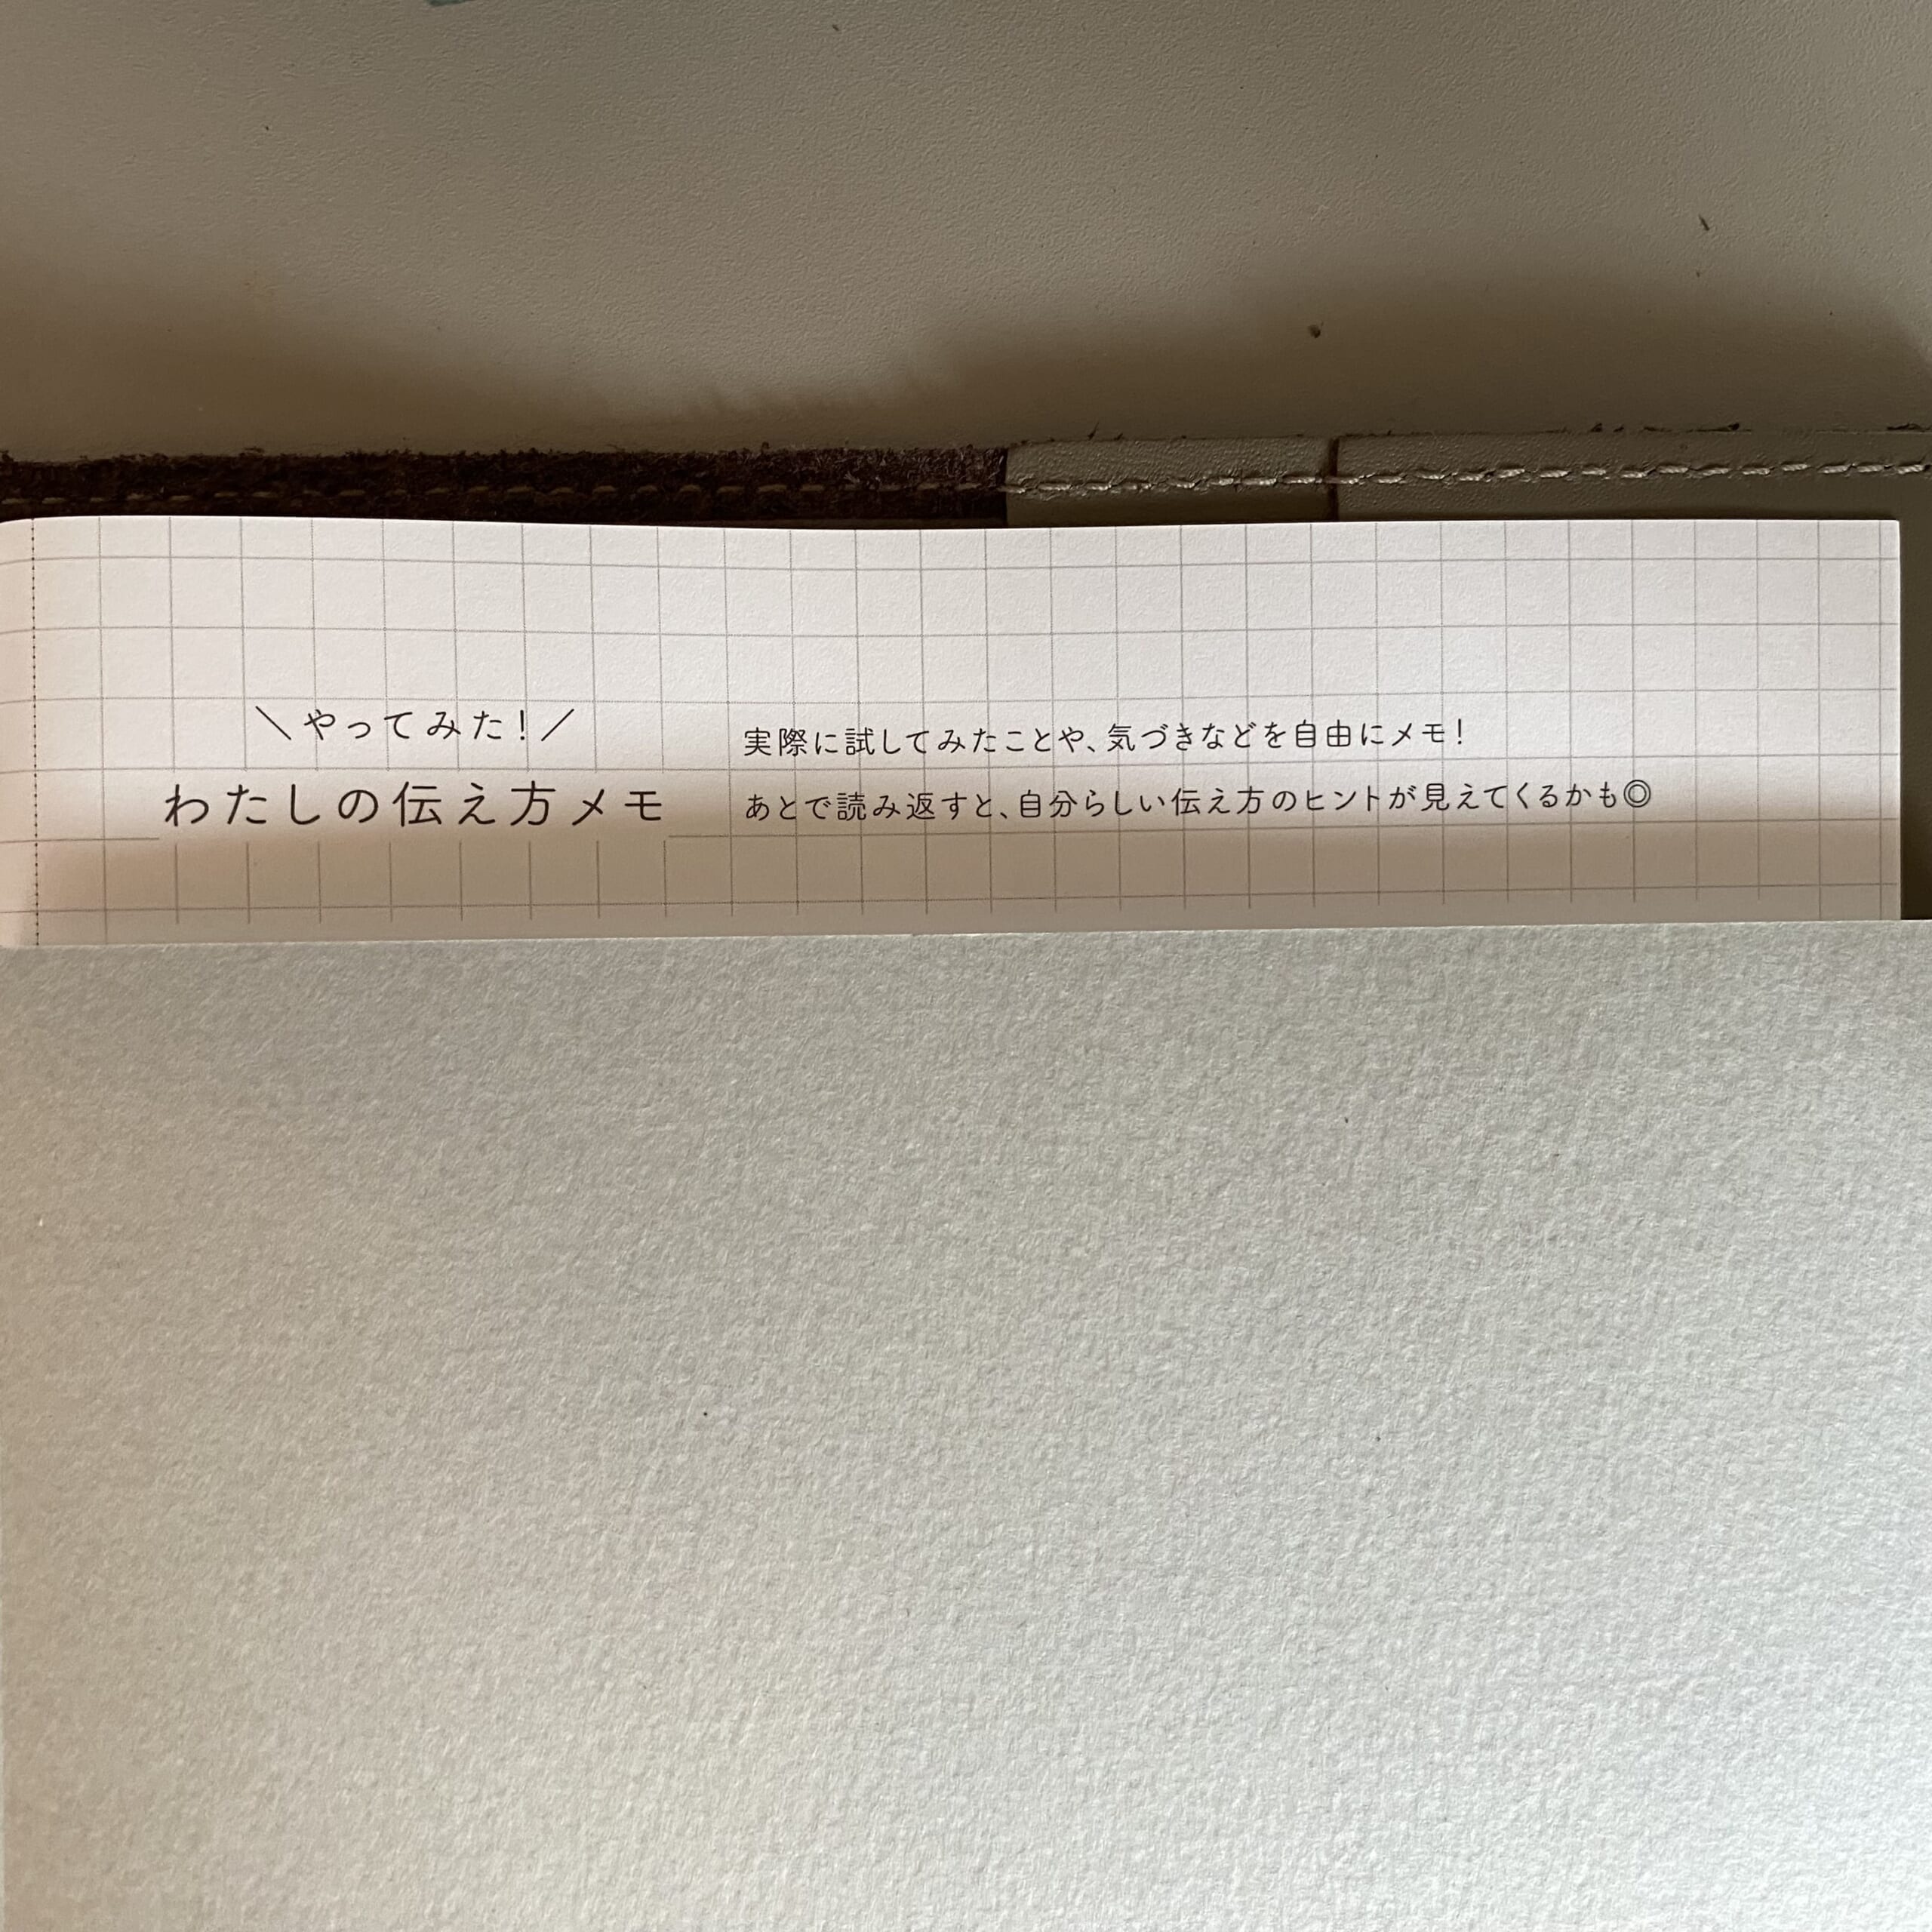 ＼やってみた！／
わたしの伝え方メモ
実際に試してみたことや、気づきなどを自由にメモ！
あとで読み返すと、自分らしい伝え方のヒントが見えてくるかも◎